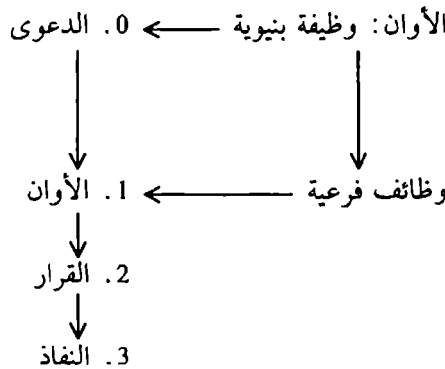 الأوان: وظيفة بنيوية 0. الدعوى
وظائف فرعية 1. الأوان
2. القرار
3. النفاذ